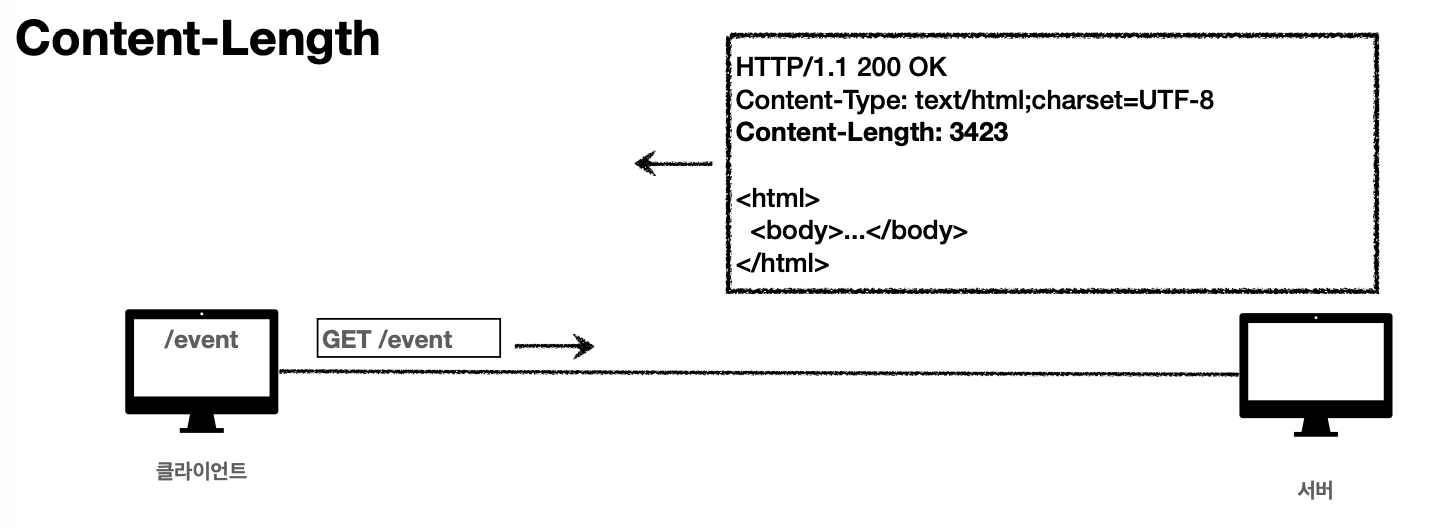 Content-Length
HTTP/1.1 200 OK
Content-Type: text/html;charset=UTF-8
Content-Length: 3423
<html>
<body>...</body>
</html>
/event
GET /event
클라이언트
서버